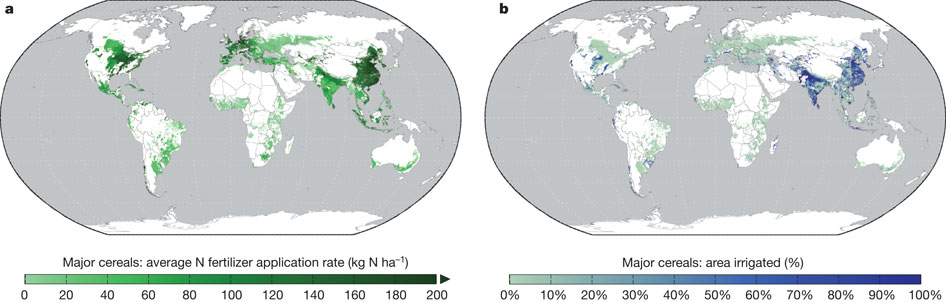 a
b
Major cereals: average N fertilizer application rate (kg N ha⁻¹)
0 20 40 60 80 100 120 140 160 180 200
Major cereals: area irrigated (%)
0% 10% 20% 30% 40% 50% 60% 70% 80% 90% 100%